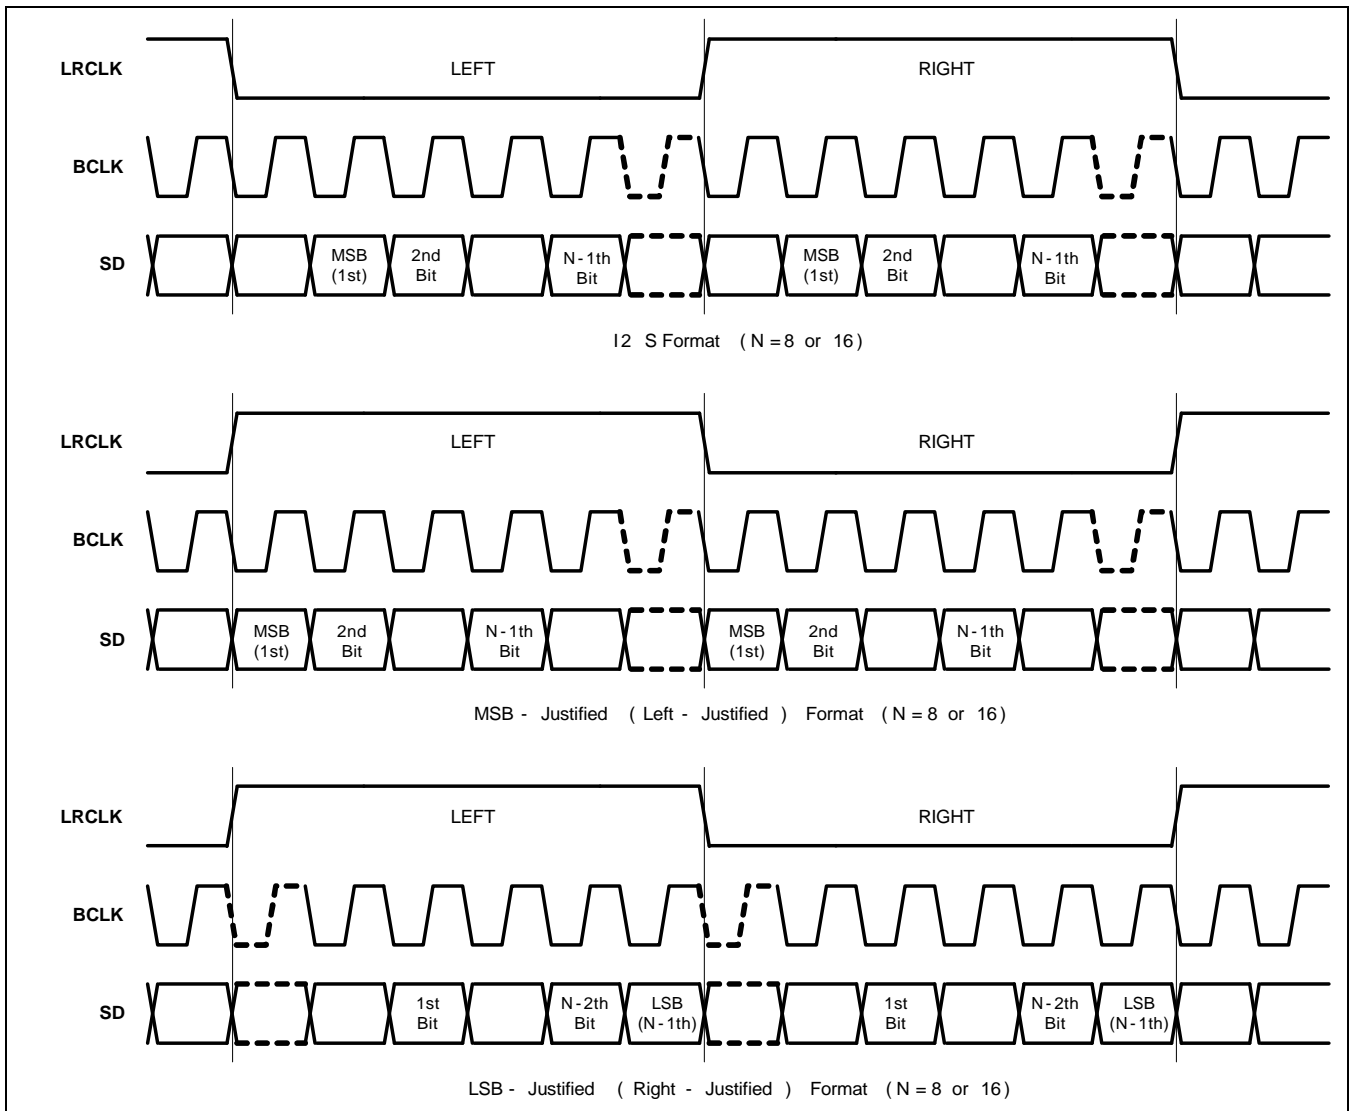 LRCLK LEFT RIGHT
BCLK
SD MSB (1st) 2nd Bit N-1th Bit MSB (1st) 2nd Bit N-1th Bit
I2 S Format (N=8 or 16)
LRCLK LEFT RIGHT
BCLK
SD MSB (1st) 2nd Bit N-1th Bit MSB (1st) 2nd Bit N-1th Bit
MSB - Justified (Left - Justified) Format (N=8 or 16)
LRCLK LEFT RIGHT
BCLK
SD 1st Bit N-2th Bit LSB (N-1th) 1st Bit N-2th Bit LSB (N-1th)
LSB - Justified (Right - Justified) Format (N=8 or 16)